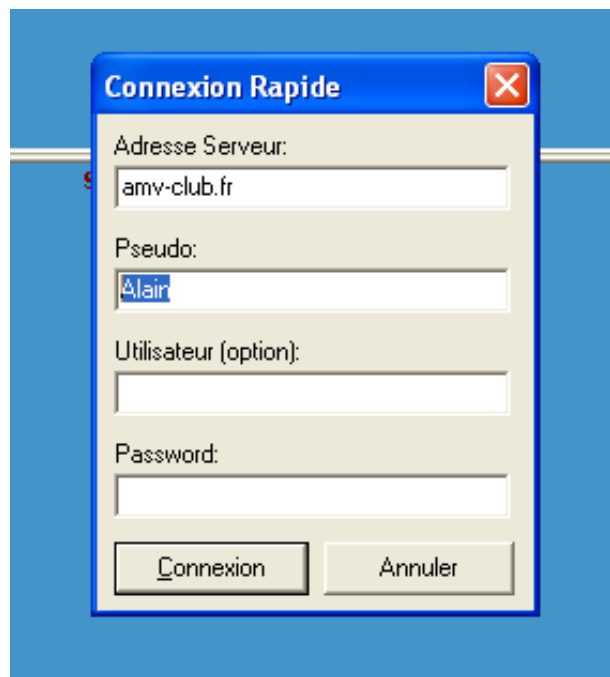 Connexion Rapide
Adresse Serveur:
amv-club.fr
Pseudo:
Alain
Utilisateur (option):
Password:
Connexion
Annuler